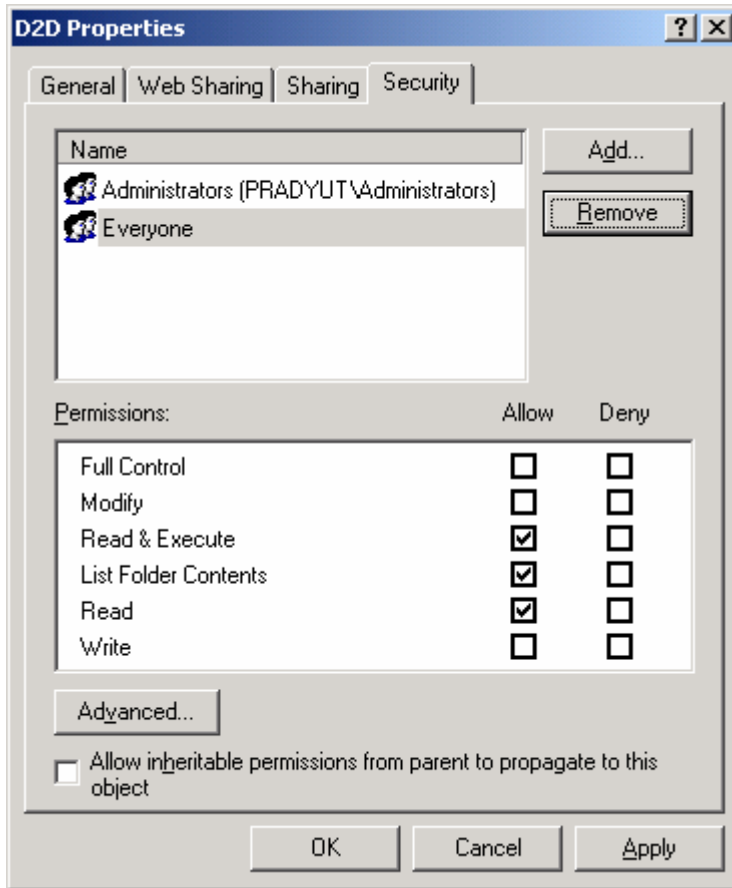 D2D Properties
General Web Sharing Sharing Security
Name
Add...
Administrators (PRADYUT\Administrators)
Remove
Everyone
Permissions: Allow Deny
Full Control
Modify
Read & Execute
List Folder Contents
Read
Write
Advanced...
Allow inheritable permissions from parent to propagate to this
object
OK Cancel Apply